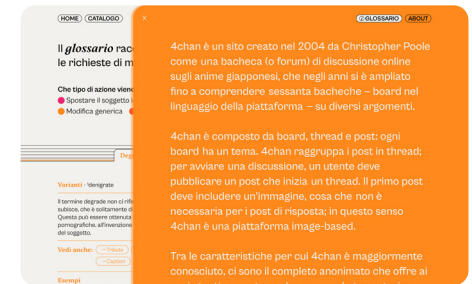 HOME CATALOGO
Il glossario rac
le richieste di m
Che tipo di azione viene
Spostare il soggetto i
Modifica generica
Deg
Varianti · !denigrate
Il termine degrade non ci rife
subisce, che è solitamente d
Questa può essere ottenuta
pornografiche, all'invenzione
del soggetto.
Vedi anche: →Tribute
→Caption
Esempi
x
GLOSSARIO ABOUT
4chan è un sito creato nel 2004 da Christopher Poole
come una bacheca (o forum) di discussione online
sugli anime giapponesi, che negli anni si è ampliato
fino a comprendere sessanta bacheche – board nel
linguaggio della piattaforma – su diversi argomenti.
4chan è composto da board, thread e post: ogni
board ha un tema. 4chan raggruppa i post in thread;
per avviare una discussione, un utente deve
pubblicare un post che inizia un thread. Il primo post
deve includere un'immagine, cosa che non è
necessaria per i post di risposta; in questo senso
4chan è una piattaforma image-based.
Tra le caratteristiche per cui 4chan è maggiormente
conosciuto, ci sono il completo anonimato che offre ai